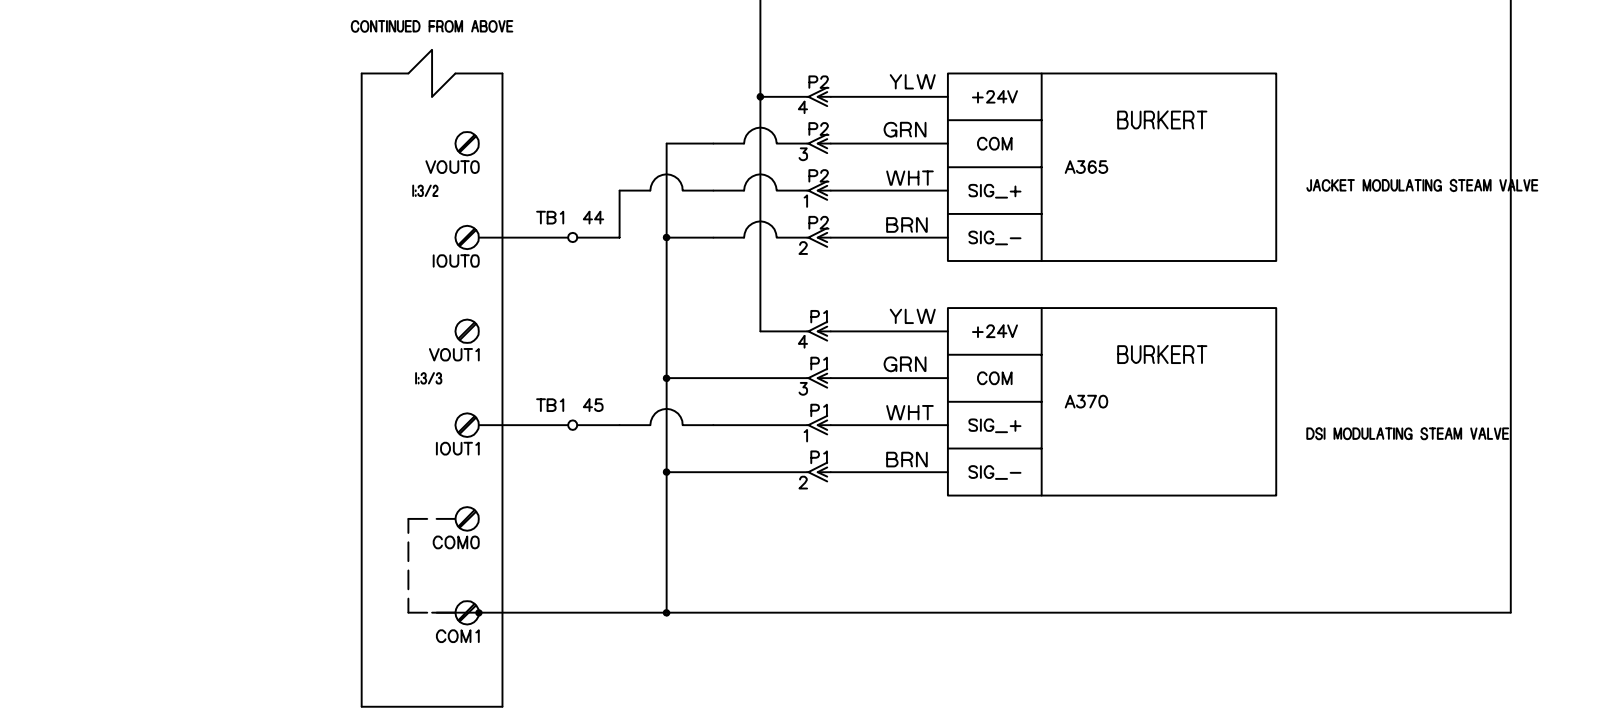 CONTINUED FROM ABOVE
VOUT0
I:3/2
IOUT0
VOUT1
I:3/3
IOUT1
COM0
COM1
TB1 44
TB1 45
P2 YLW +24V
4
P2 GRN COM
3
P2 WHT SIG_+
1
P2 BRN SIG_-
2
BURKERT
A365
JACKET MODULATING STEAM VALVE
P1 YLW +24V
4
P1 GRN COM
3
P1 WHT SIG_+
1
P1 BRN SIG_-
2
BURKERT
A370
DSI MODULATING STEAM VALVE